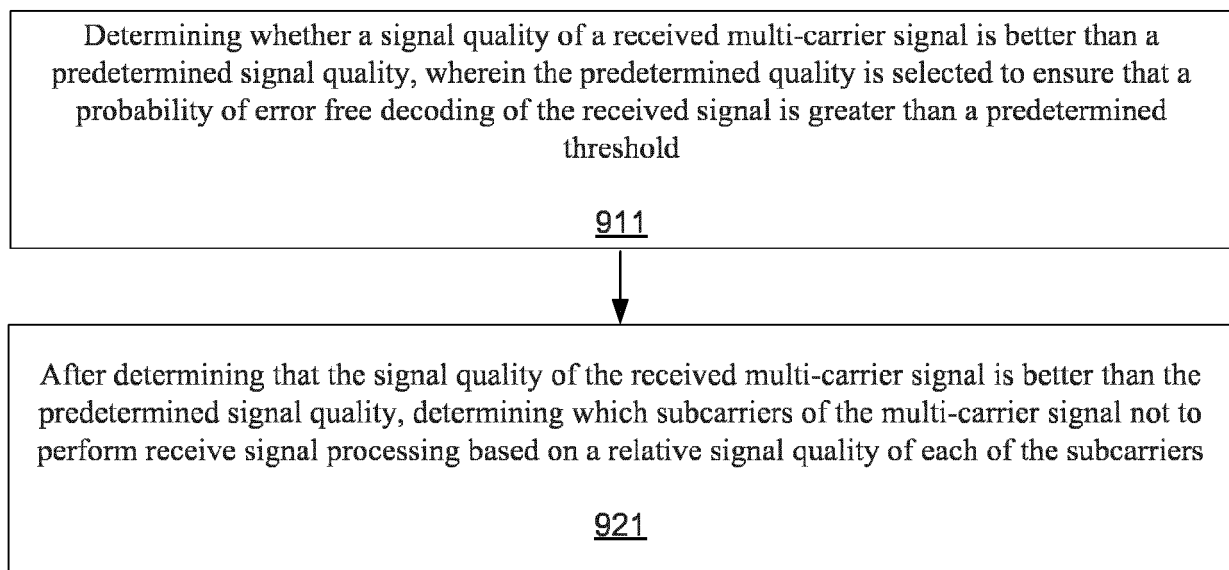 Determining whether a signal quality of a received multi-carrier signal is better than a
predetermined signal quality, wherein the predetermined quality is selected to ensure that a
probability of error free decoding of the received signal is greater than a predetermined
threshold
911
After determining that the signal quality of the received multi-carrier signal is better than the
predetermined signal quality, determining which subcarriers of the multi-carrier signal not to
perform receive signal processing based on a relative signal quality of each of the subcarriers
921